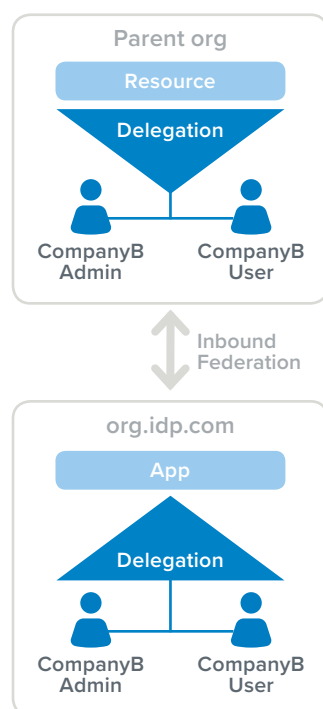 Parent org
Resource
Delegation
CompanyB
Admin
CompanyB
User
Inbound
Federation
org.idp.com
App
Delegation
CompanyB
Admin
CompanyB
User